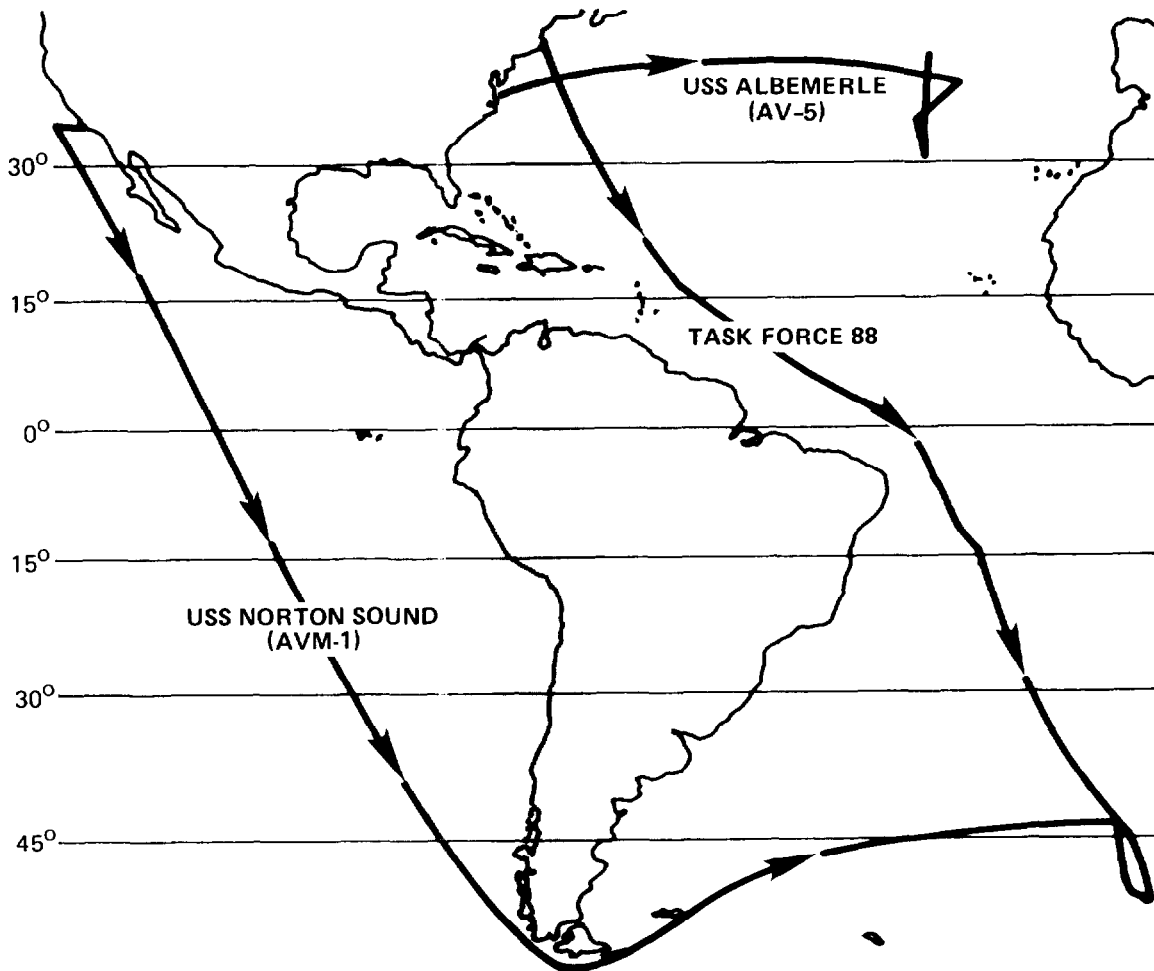 USS ALBEMERLE
(AV-5)
30°
15°
TASK FORCE 88
0°
15°
USS NORTON SOUND
(AVM-1)
30°
45°